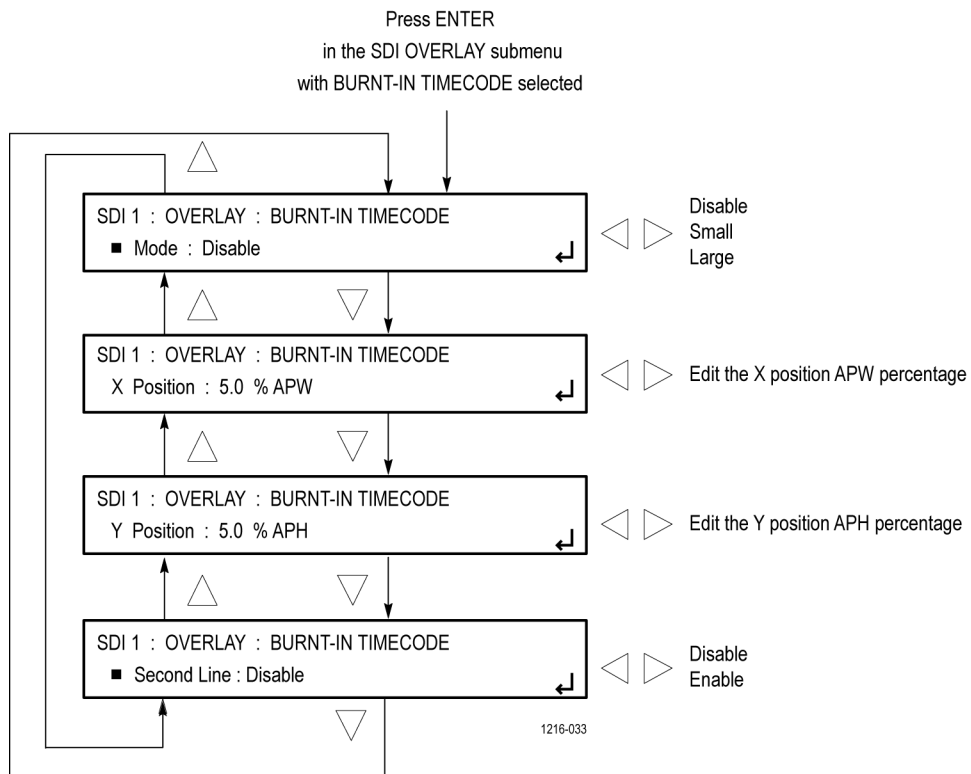 Press ENTER
in the SDI OVERLAY submenu
with BURNT-IN TIMECODE selected
SDI 1 : OVERLAY : BURNT-IN TIMECODE
■ Mode : Disable
Disable
Small
Large
SDI 1 : OVERLAY : BURNT-IN TIMECODE
X Position : 5.0 % APW
Edit the X position APW percentage
SDI 1 : OVERLAY : BURNT-IN TIMECODE
Y Position : 5.0 % APH
Edit the Y position APH percentage
SDI 1 : OVERLAY : BURNT-IN TIMECODE
■ Second Line : Disable
Disable
Enable
1216-033